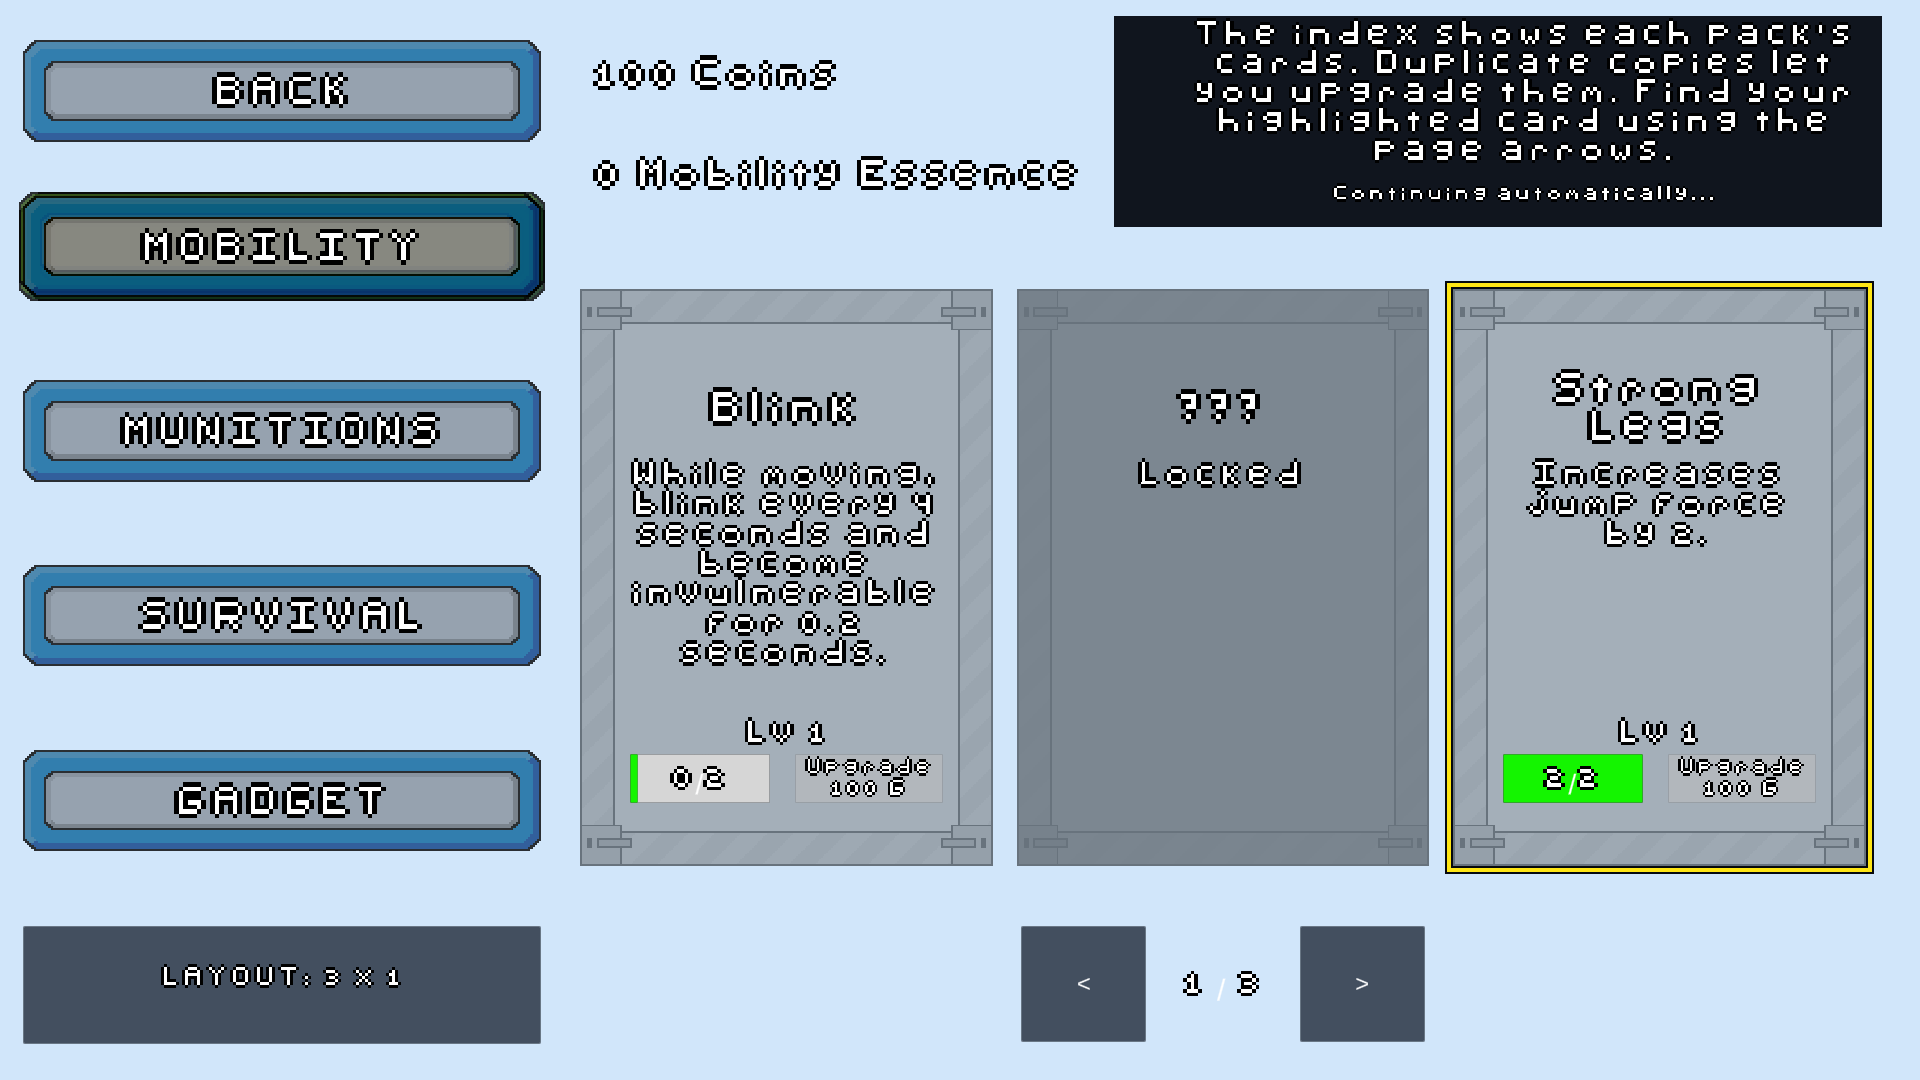 BACK
MOBILITY
MUNITIONS
SURVIVAL
GADGET
LAYOUT: 3 X 1
100 Coins
0 Mobility Essence
The index shows each pack's
cards. Duplicate copies let
you upgrade them. Find your
highlighted card using the
page arrows.
Continuing automatically...
Blink
While moving,
blink every 4
seconds and
become
invulnerable
for 0.2
seconds.
Lv 1
0/2
Upgrade
100 G
???
Locked
Strong
Legs
Increases
jump force
by 2.
Lv 1
2/2
Upgrade
100 G
<
1 / 3
>